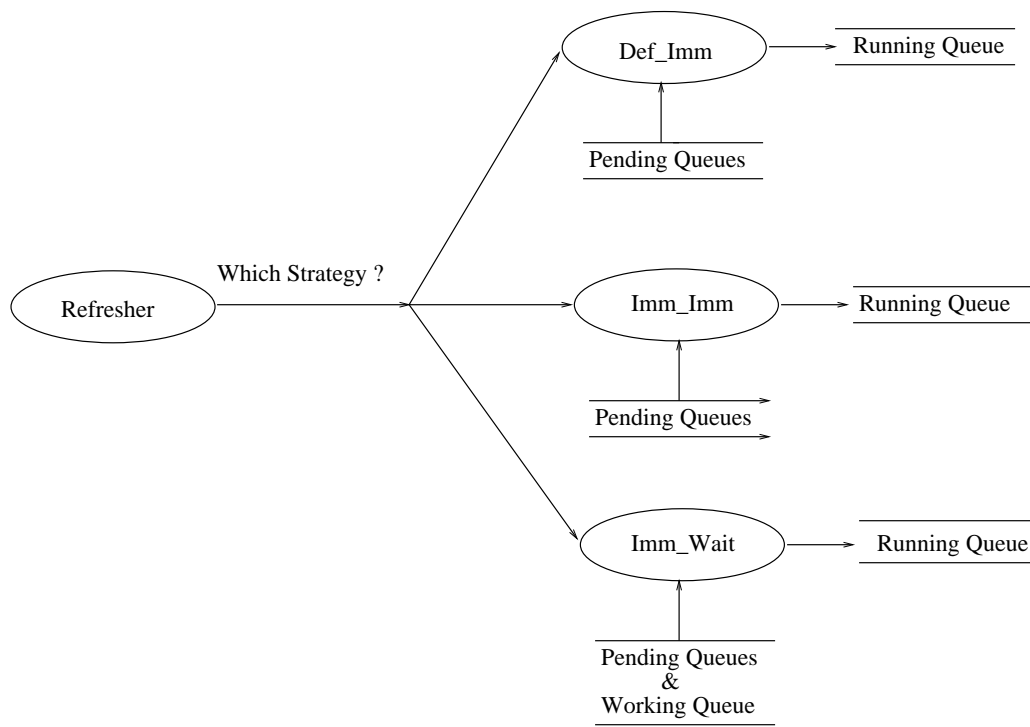 Def_Imm
Running Queue
Pending Queues
Which Strategy ?
Refresher
Imm_Imm
Running Queue
Pending Queues
Imm_Wait
Running Queue
Pending Queues
&
Working Queue